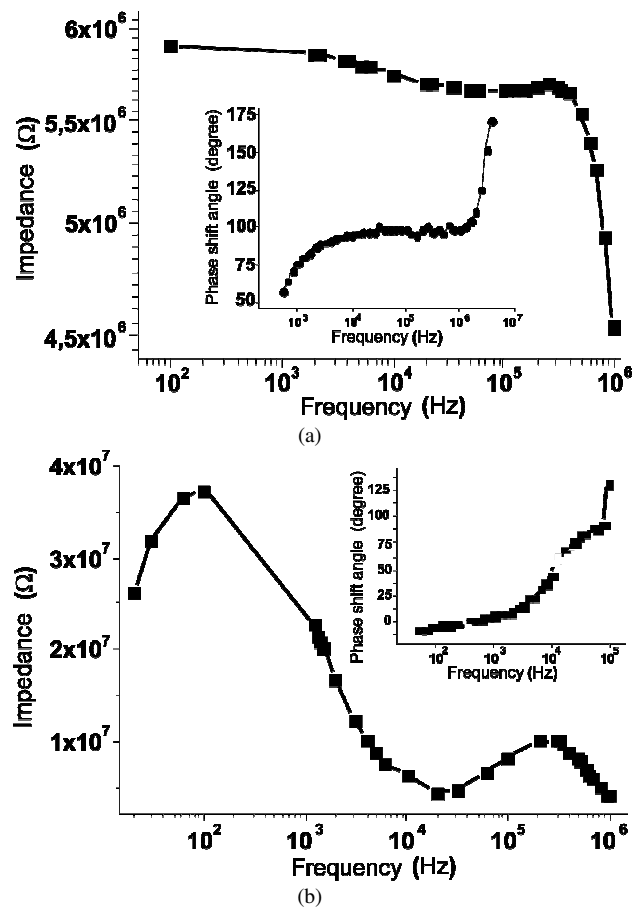 6x10⁶
5,5x10⁶
5x10⁶
4,5x10⁶
Impedance (Ω)
175
150
125
100
75
50
Phase shift angle (degree)
10³ 10⁴ 10⁵ 10⁶ 10⁷
Frequency (Hz)
10² 10³ 10⁴ 10⁵ 10⁶
Frequency (Hz)
(a)
4x10⁷
3x10⁷
2x10⁷
1x10⁷
Impedance (Ω)
125
100
75
50
25
0
Phase shift angle (degree)
10² 10³ 10⁴ 10⁵
Frequency (Hz)
10² 10³ 10⁴ 10⁵ 10⁶
Frequency (Hz)
(b)